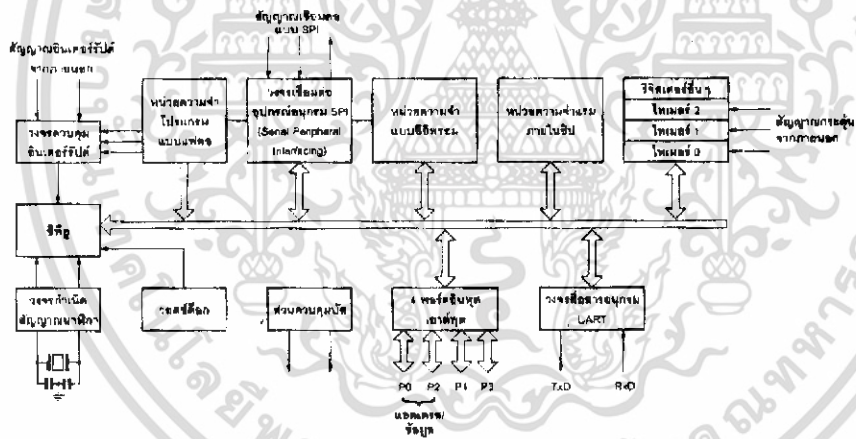 สัญญาณเชื่อมต่อ
แบบ SPI
สัญญาณอินเตอร์รัปต์
จากภายนอก
หน่วยความจำ
โปรแกรม
แบบแฟลช
วงจรเชื่อมต่อ
อุปกรณ์อนุกรม SPI
(Serial Peripheral
Interfacing)
หน่วยความจำ
แบบอีอีพรอม
หน่วยความจำแรม
ภายในชิป
รีจิสเตอร์อื่น ๆ
ไทเมอร์ 2
ไทเมอร์ 1
ไทเมอร์ 0
สัญญาณกระตุ้น
จากภายนอก
วงจรควบคุม
อินเตอร์รัปต์
ซีพียู
วงจรกำเนิด
สัญญาณนาฬิกา
วอตช์ด็อก
ส่วนควบคุมบัส
4 พอร์ตอินพุต
เอาต์พุต
วงจรสื่อสารอนุกรม
UART
P0 P2 P1 P3
TxD RxD
แอดเดรส/
ข้อมูล